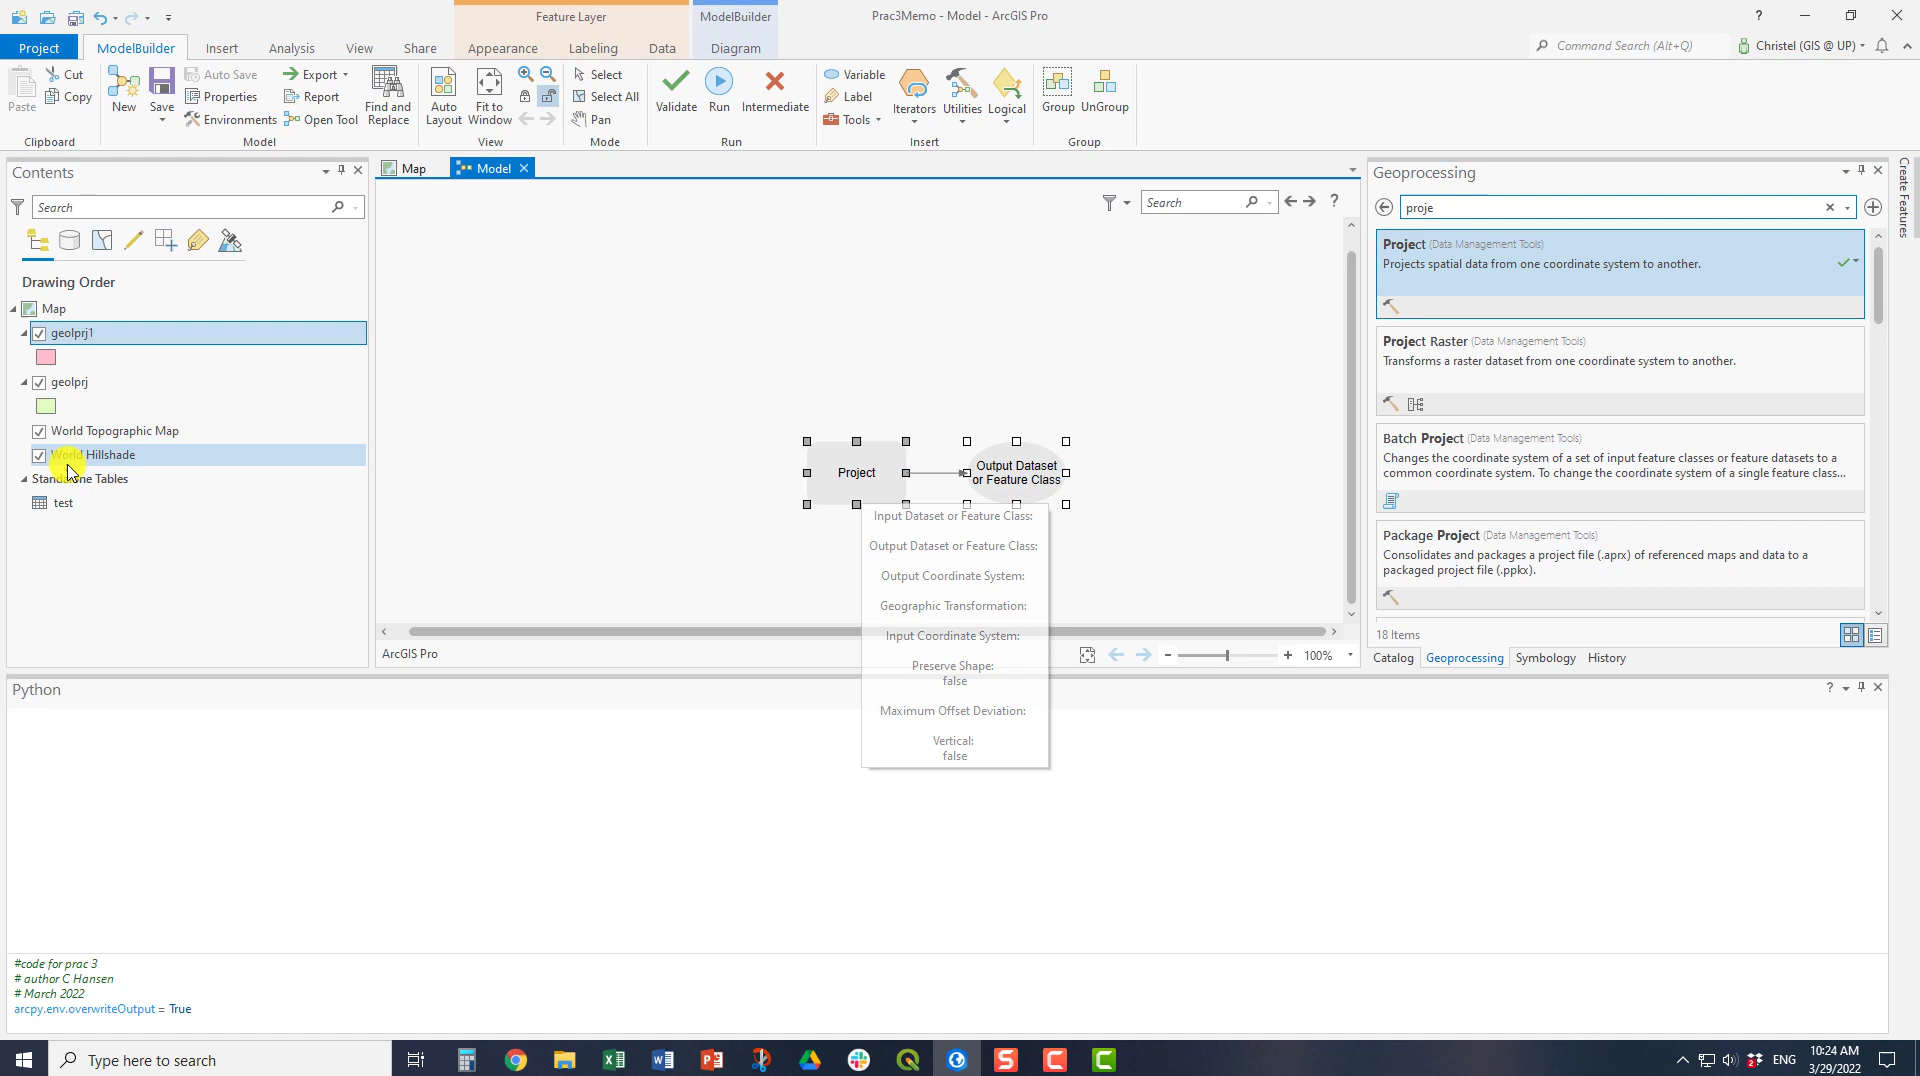 Feature Layer
ModelBuilder
Prac3Memo - Model - ArcGIS Pro
?
Project
ModelBuilder
Insert
Analysis
View
Share
Appearance
Labeling
Data
Diagram
Command Search (Alt+Q)
Christel (GIS @ UP)
Paste
Cut
Copy
Clipboard
New
Save
Auto Save
Properties
Environments
Export
Report
Open Tool
Find and
Replace
Model
Auto
Layout
Fit to
Window
View
Select
Select All
Pan
Mode
Validate
Run
Intermediate
Run
Variable
Label
Tools
Iterators
Utilities
Logical
Insert
Group
UnGroup
Group
Contents
Search
Drawing Order
Map
geolprj1
geolprj
World Topographic Map
World Hillshade
Standalone Tables
test
Map
Model
Search
?
Project
Output Dataset
or Feature Class
Input Dataset or Feature Class:
Output Dataset or Feature Class:
Output Coordinate System:
Geographic Transformation:
Input Coordinate System:
Preserve Shape:
false
Maximum Offset Deviation:
Vertical:
false
ArcGIS Pro
100%
Geoprocessing
proje
Project (Data Management Tools)
Projects spatial data from one coordinate system to another.
Project Raster (Data Management Tools)
Transforms a raster dataset from one coordinate system to another.
Batch Project (Data Management Tools)
Changes the coordinate system of a set of input feature classes or feature datasets to a
common coordinate system. To change the coordinate system of a single feature class...
Package Project (Data Management Tools)
Consolidates and packages a project file (.aprx) of referenced maps and data to a
packaged project file (.ppkx).
18 Items
Catalog
Geoprocessing
Symbology
History
Create Features
Python
?
#code for prac 3
# author C Hansen
# March 2022
arcpy.env.overwriteOutput = True
Type here to search
ENG
10:24 AM
3/29/2022